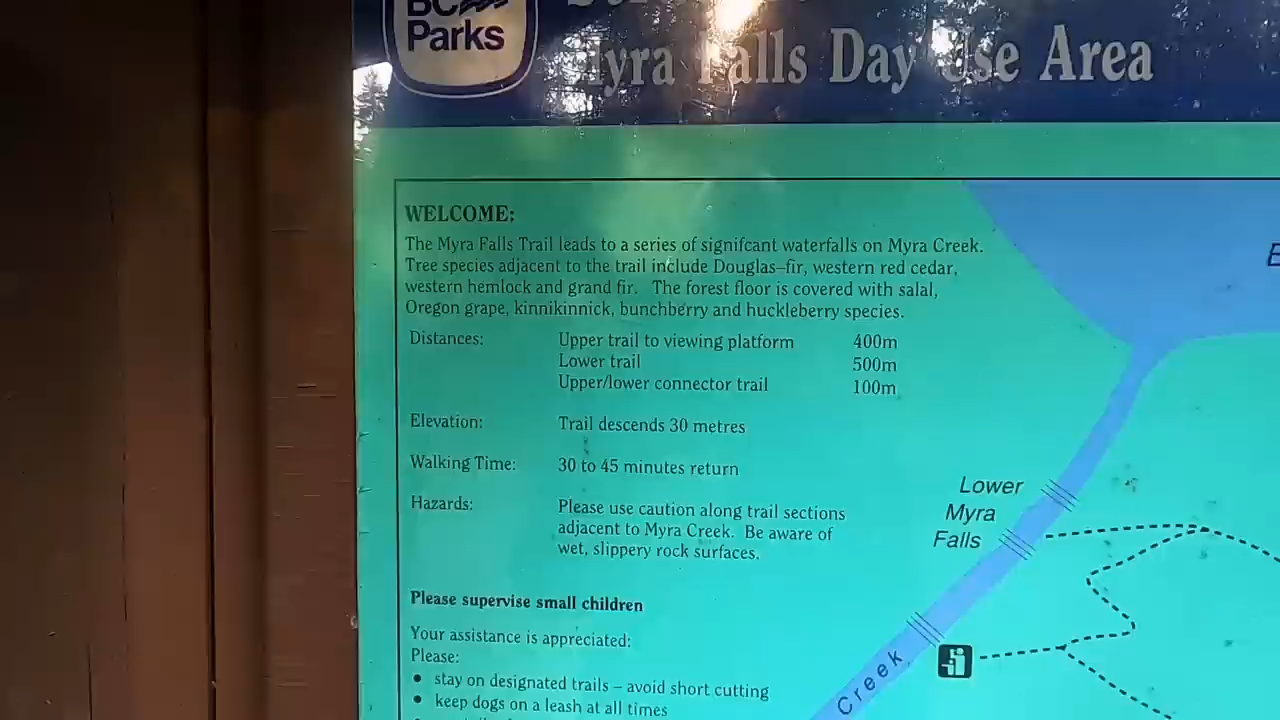 BC
Parks
Myra Falls Day Use Area
WELCOME:
The Myra Falls Trail leads to a series of signifcant waterfalls on Myra Creek.
Tree species adjacent to the trail include Douglas-fir, western red cedar,
western hemlock and grand fir. The forest floor is covered with salal,
Oregon grape, kinnikinnick, bunchberry and huckleberry species.
Distances: Upper trail to viewing platform 400m
Lower trail 500m
Upper/lower connector trail 100m
Elevation: Trail descends 30 metres
Walking Time: 30 to 45 minutes return
Hazards: Please use caution along trail sections
adjacent to Myra Creek. Be aware of
wet, slippery rock surfaces.
Please supervise small children
Your assistance is appreciated:
Please:
• stay on designated trails – avoid short cutting
• keep dogs on a leash at all times
Lower
Myra
Falls
Creek